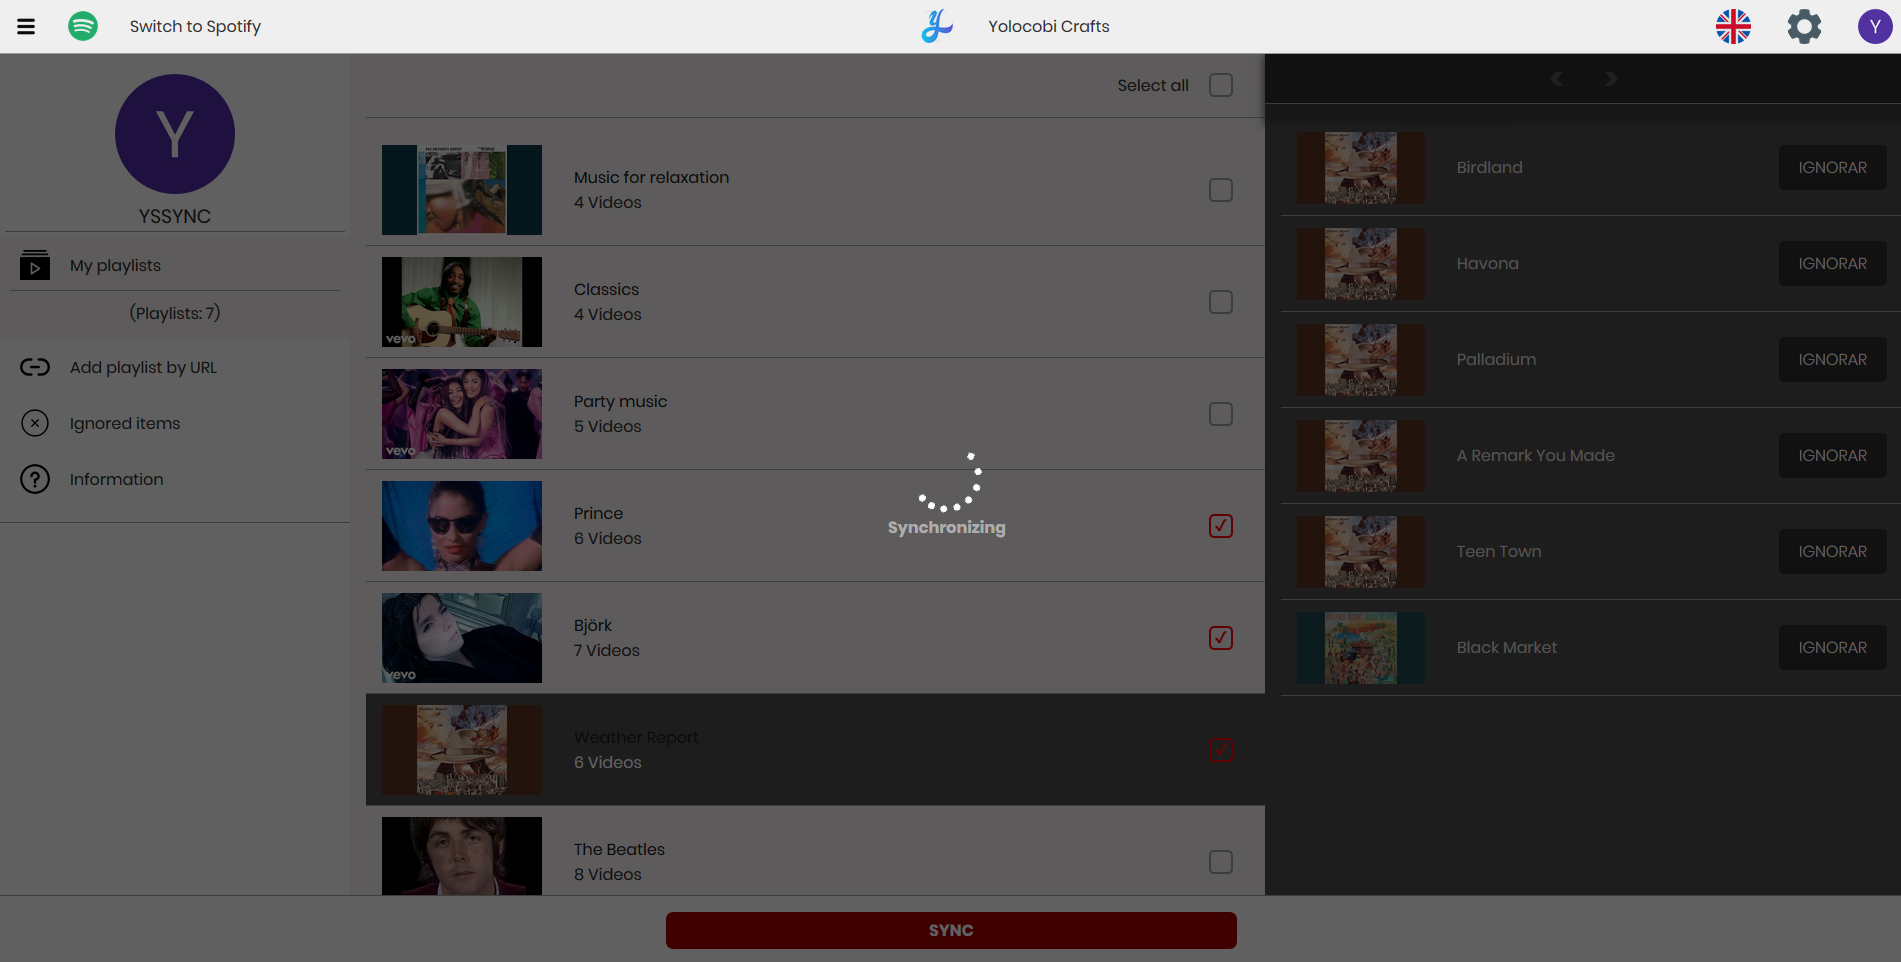 Switch to Spotify
Yolocobi Crafts
Y
Y
YSSYNC
My playlists
(Playlists: 7)
Add playlist by URL
Ignored items
Information
Select all
Music for relaxation
4 Videos
vevo
Classics
4 Videos
vevo
Party music
5 Videos
Prince
6 Videos
vevo
Björk
7 Videos
Weather Report
6 Videos
The Beatles
8 Videos
Synchronizing
Birdland
IGNORAR
Havona
IGNORAR
Palladium
IGNORAR
A Remark You Made
IGNORAR
Teen Town
IGNORAR
Black Market
IGNORAR
SYNC